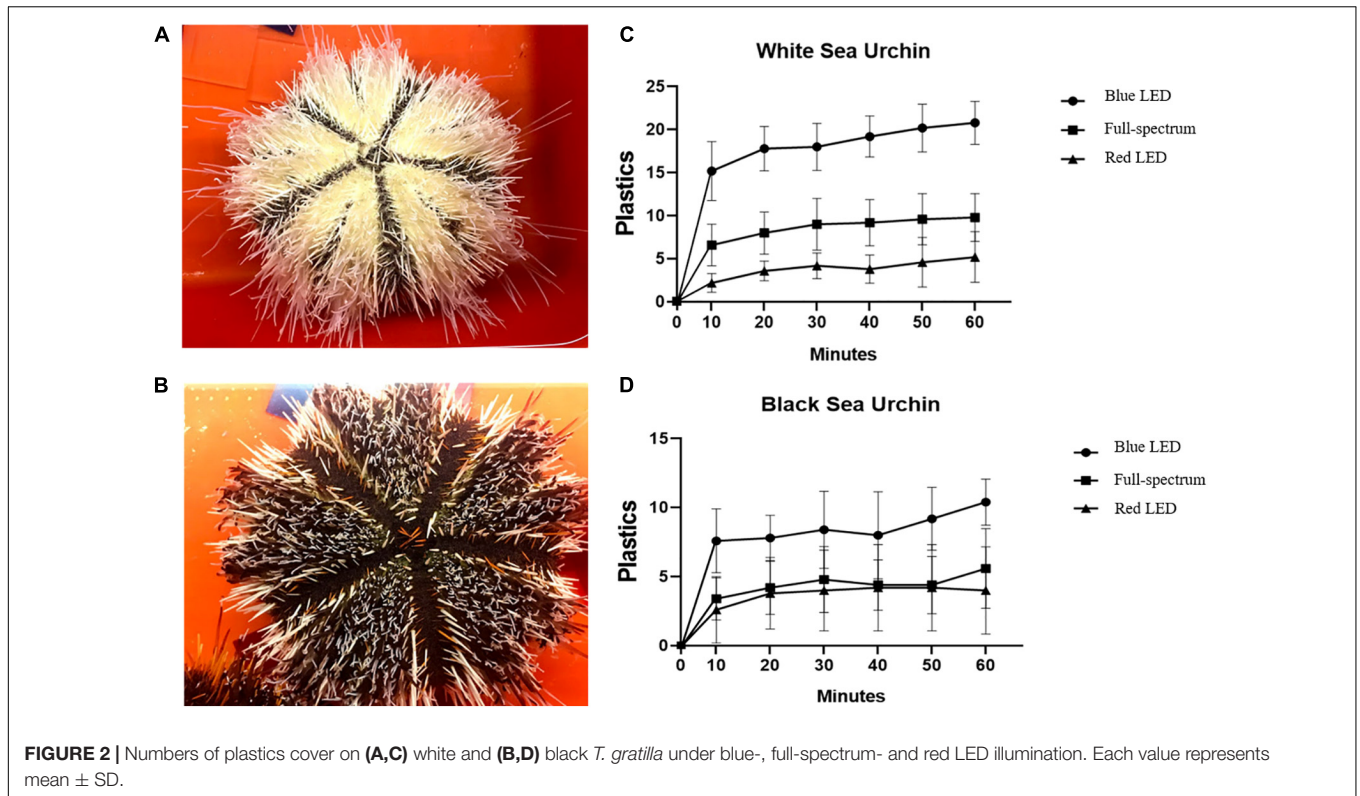 A
C
White Sea Urchin
25
20
15
10
5
0
Plastics
0 10 20 30 40 50 60
Minutes
Blue LED
Full-spectrum
Red LED
B
D
Black Sea Urchin
15
10
5
0
Plastics
0 10 20 30 40 50 60
Minutes
Blue LED
Full-spectrum
Red LED
FIGURE 2 | Numbers of plastics cover on (A,C) white and (B,D) black T. gratilla under blue-, full-spectrum- and red LED illumination. Each value represents
mean ± SD.